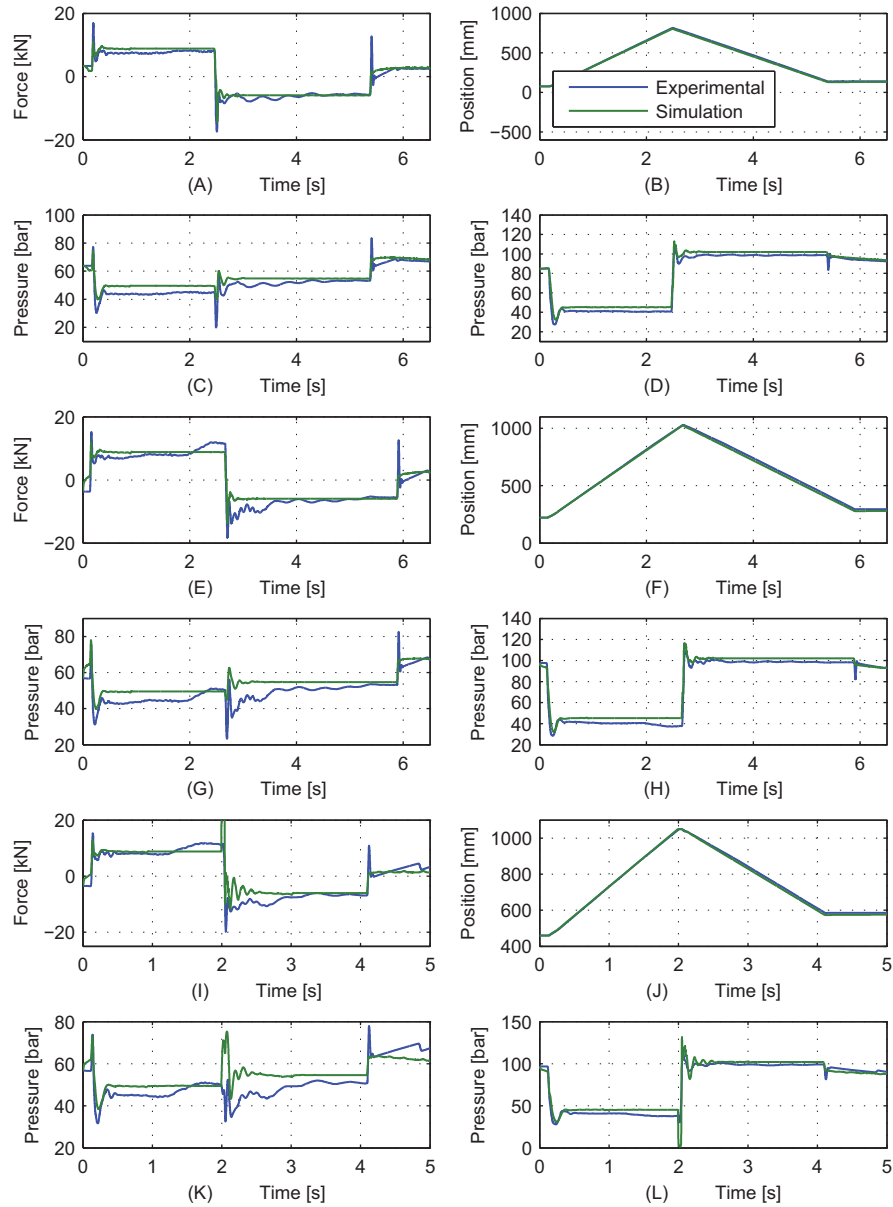 20
0
−20
Force [kN]
0 2 4 6
(A) Time [s]
1000
500
0
−500
Position [mm]
Experimental
Simulation
0 2 4 6
(B) Time [s]
100
80
60
40
20
Pressure [bar]
0 2 4 6
(C) Time [s]
140
120
100
80
60
40
20
Pressure [bar]
0 2 4 6
(D) Time [s]
20
0
−20
Force [kN]
0 2 4 6
(E) Time [s]
1000
500
0
Position [mm]
0 2 4 6
(F) Time [s]
80
60
40
20
Pressure [bar]
0 2 4 6
(G) Time [s]
140
120
100
80
60
40
20
Pressure [bar]
0 2 4 6
(H) Time [s]
20
0
−20
Force [kN]
0 1 2 3 4 5
(I) Time [s]
1000
800
600
400
Position [mm]
0 1 2 3 4 5
(J) Time [s]
80
60
40
20
Pressure [bar]
0 1 2 3 4 5
(K) Time [s]
150
100
50
0
Pressure [bar]
0 1 2 3 4 5
(L) Time [s]